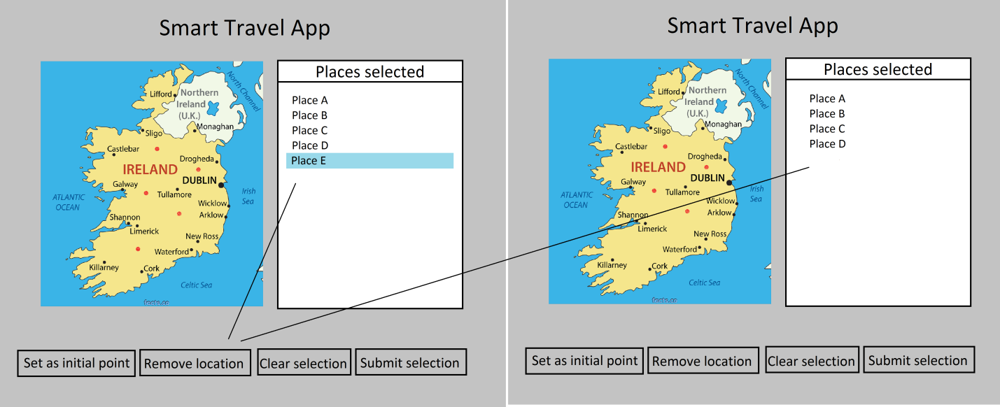 Smart Travel App
Places selected
Place A
Place B
Place C
Place D
Place E
North Channel
Lifford
Northern
Ireland
(U.K.)
Monaghan
Sligo
Castlebar
Drogheda
IRELAND
DUBLIN
Galway
Tullamore
Irish
Sea
ATLANTIC
OCEAN
Wicklow
Arklow
Shannon
Limerick
New Ross
Waterford
Killarney
Cork
Celtic Sea
Set as initial point
Remove location
Clear selection
Submit selection
Smart Travel App
Places selected
Place A
Place B
Place C
Place D
North Channel
Lifford
Northern
Ireland
(U.K.)
Monaghan
Sligo
Castlebar
Drogheda
IRELAND
DUBLIN
Galway
Tullamore
Irish
Sea
ATLANTIC
OCEAN
Wicklow
Arklow
Shannon
Limerick
New Ross
Waterford
Killarney
Cork
Celtic Sea
Set as initial point
Remove location
Clear selection
Submit selection